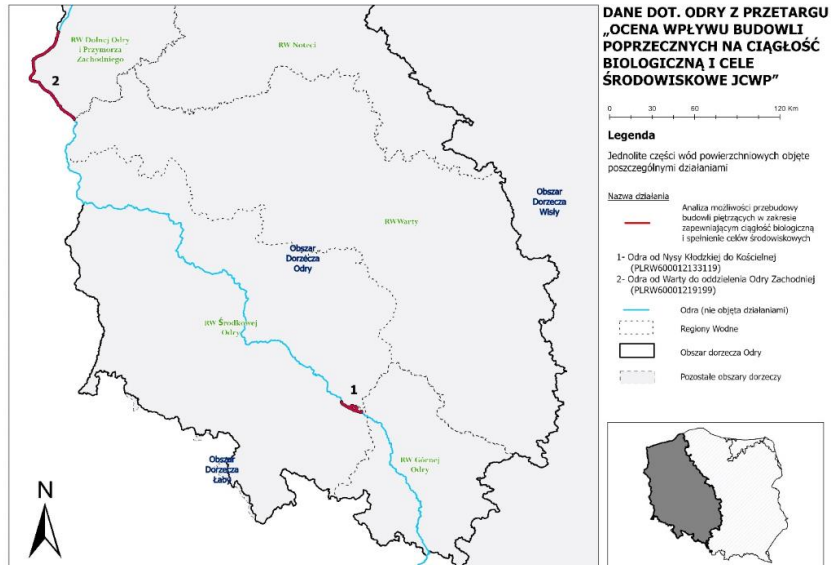 DANE DOT. ODRY Z PRZETARGU
„OCENA WPŁYWU BUDOWLI
POPRZECZNYCH NA CIĄGŁOŚĆ
BIOLOGICZNĄ I CELE
ŚRODOWISKOWE JCWP”
0 30 60 120 Km
Legenda
Jednolite części wód powierzchniowych objęte
poszczególnymi działaniami
Nazwa działania
Analiza możliwości przebudowy
budowli piętrzących w zakresie
zapewniającym ciągłość biologiczną
i spełnienie celów środowiskowych
1- Odra od Nysy Kłodzkiej do Kościelnej
(PLRW600012133119)
2- Odra od Warty do oddzielenia Odry Zachodniej
(PLRW60001219199)
Odra (nie objęta działaniami)
Regiony Wodne
Obszar dorzecza Odry
Pozostałe obszary dorzeczy
RW Dolnej Odry
i Przymorza
Zachodniego
RW Noteci
2
Obszar
Dorzecza
Wisły
RW Warty
Obszar
Dorzecza
Odry
RW Środkowej
Odry
1
RW Górnej
Odry
Obszar
Dorzecza
Łaby
N